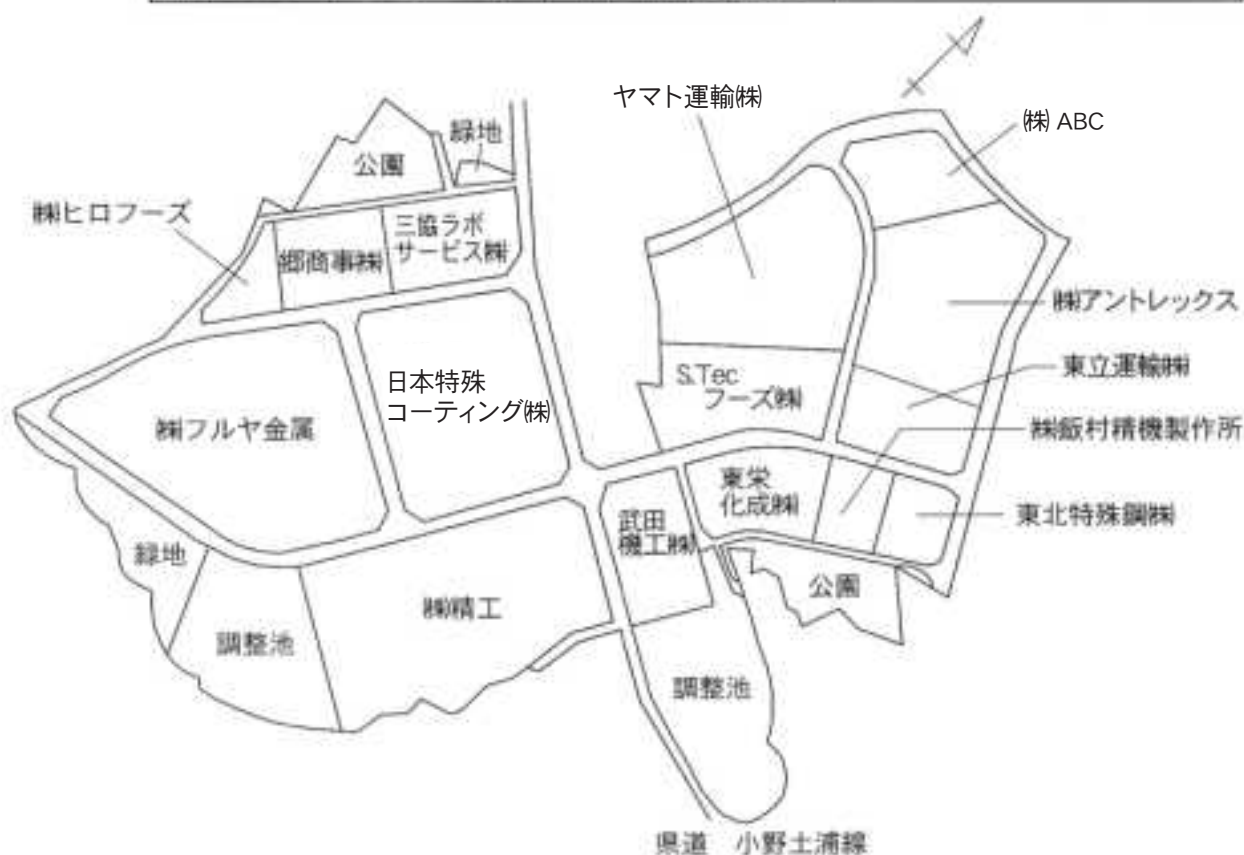 ヤマト運輸㈱
㈱ ABC
緑地
公園
㈱ヒロフーズ
郷商事㈱
三協ラボ
サービス㈱
㈱アントレックス
S.Tec
フーズ㈱
東立運輸㈱
日本特殊
コーティング㈱
㈱フルヤ金属
㈱飯村精機製作所
東栄
化成㈱
東北特殊鋼㈱
武田
機工㈱
緑地
公園
㈱精工
調整池
調整池
県道 小野土浦線